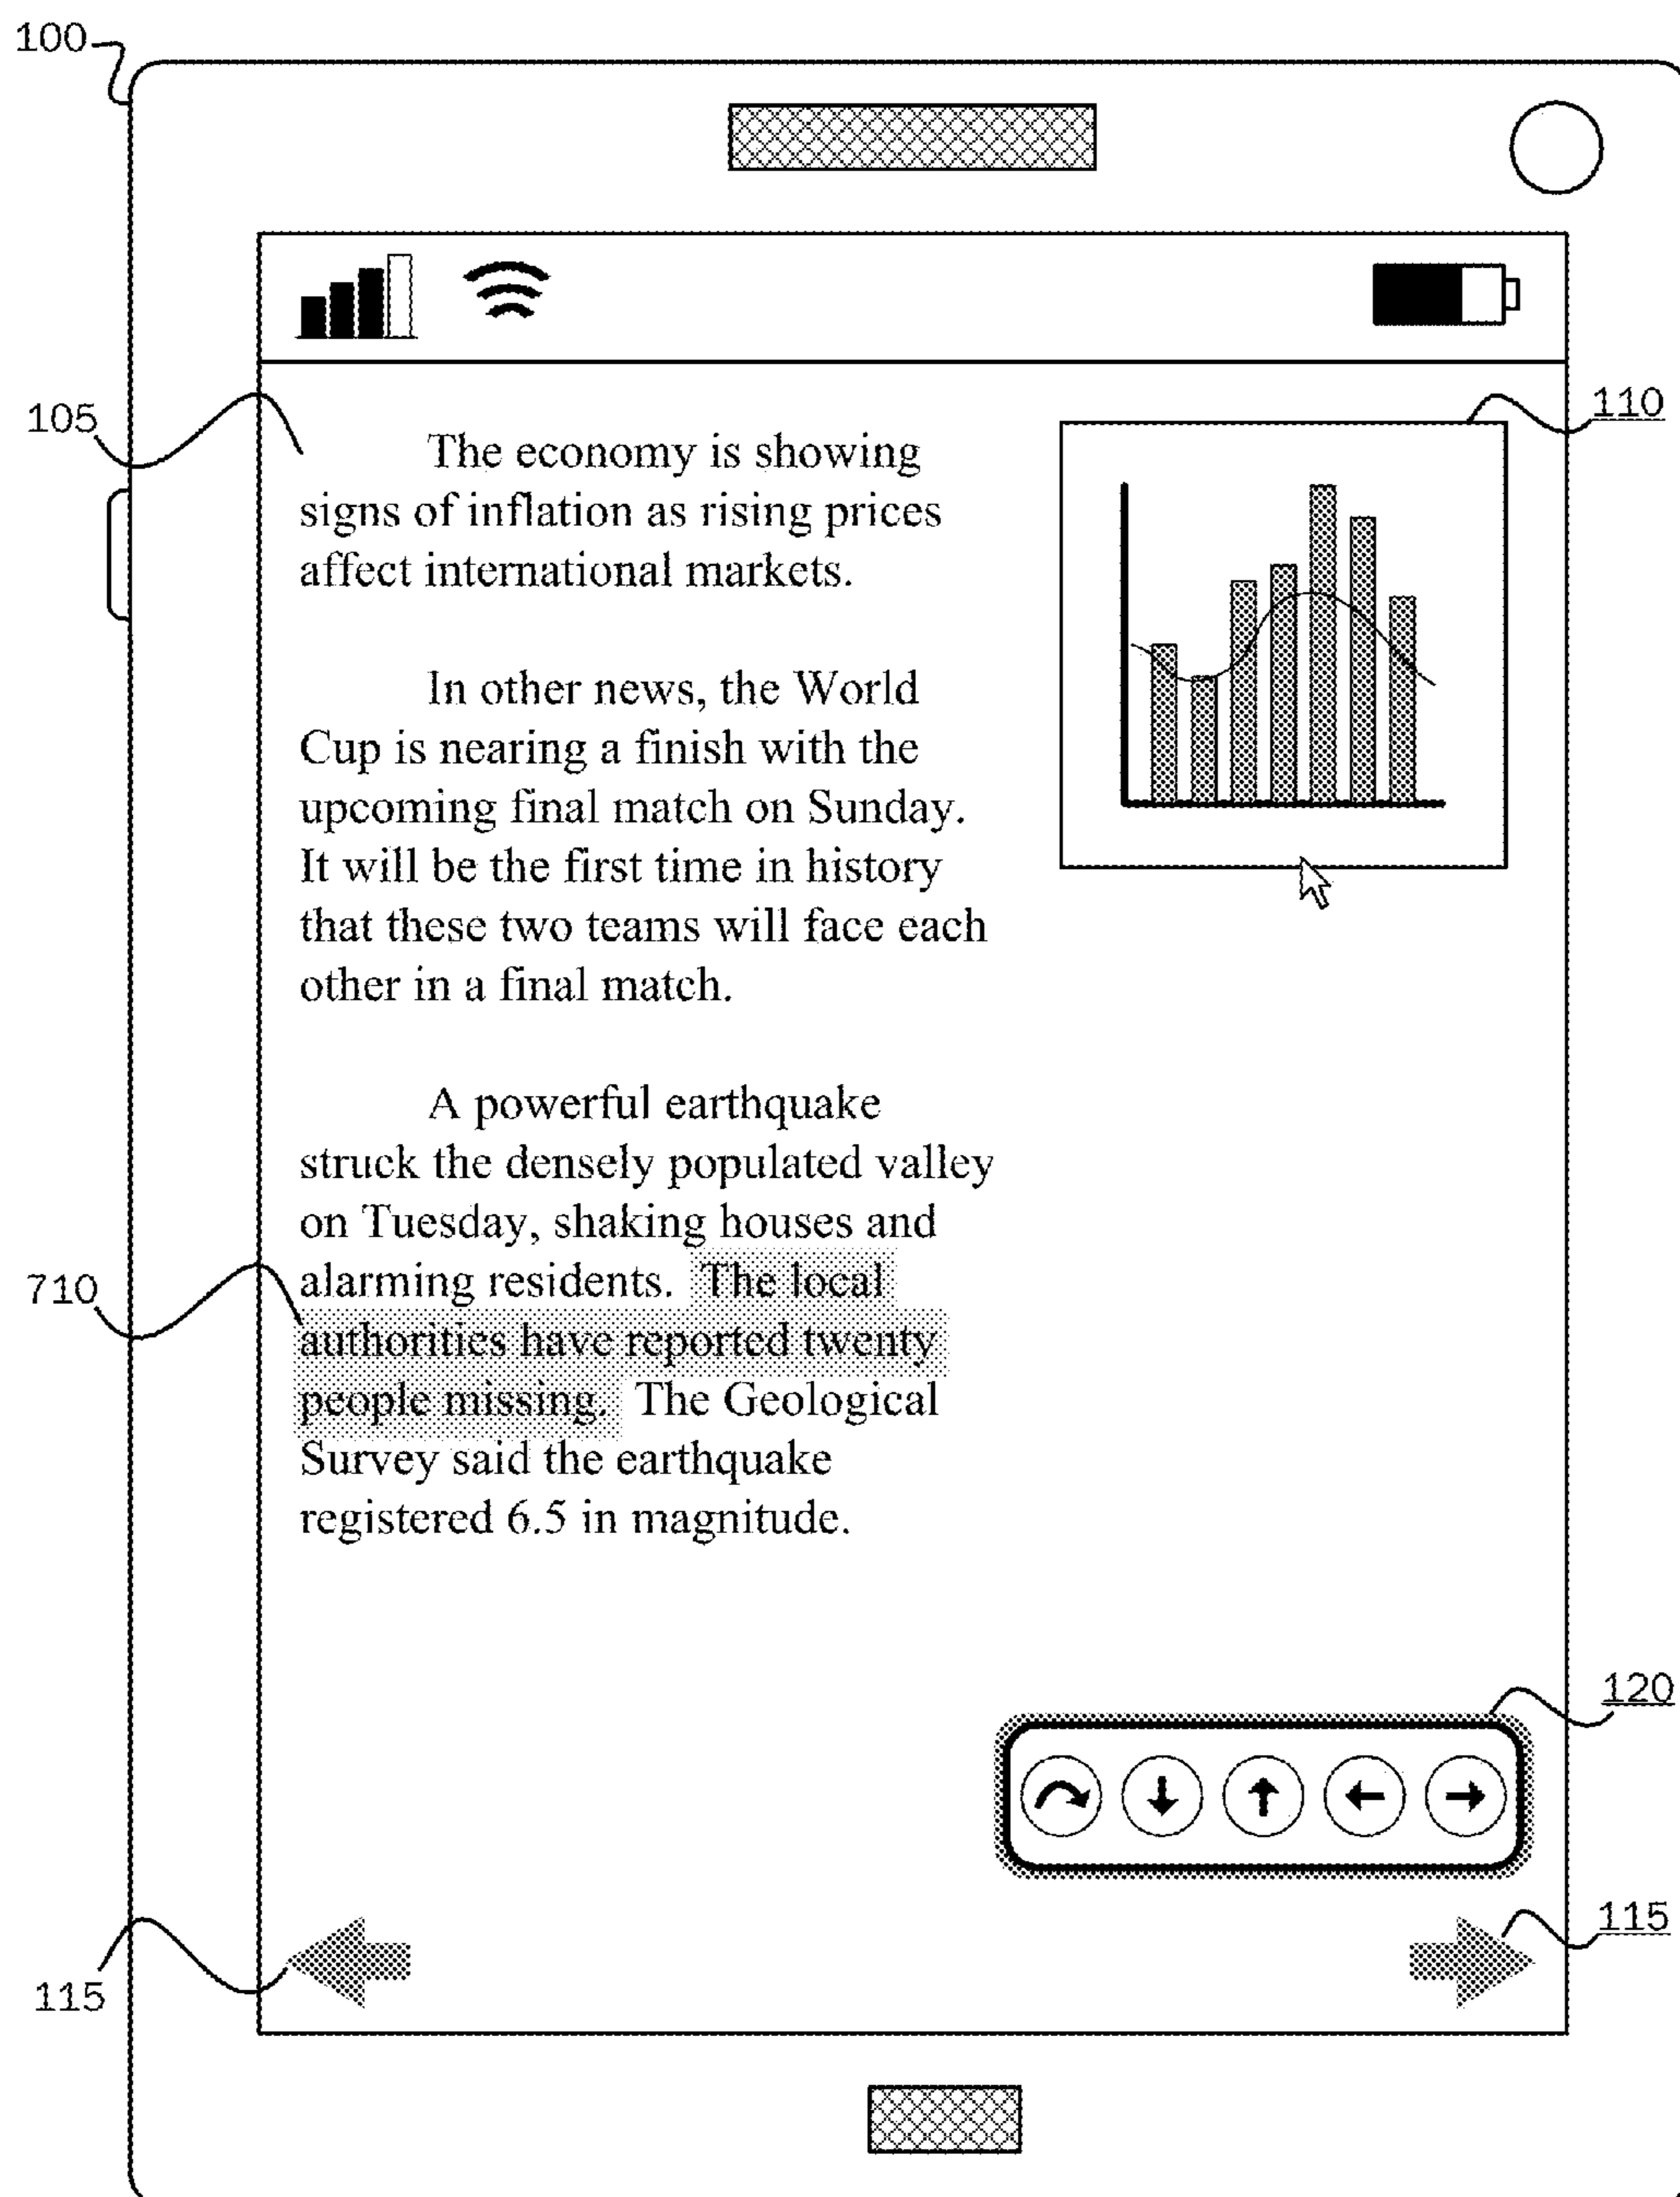 100
105
110
The economy is showing
signs of inflation as rising prices
affect international markets.
In other news, the World
Cup is nearing a finish with the
upcoming final match on Sunday.
It will be the first time in history
that these two teams will face each
other in a final match.
A powerful earthquake
struck the densely populated valley
on Tuesday, shaking houses and
710
alarming residents. The local
authorities have reported twenty
people missing. The Geological
Survey said the earthquake
registered 6.5 in magnitude.
120
115
115